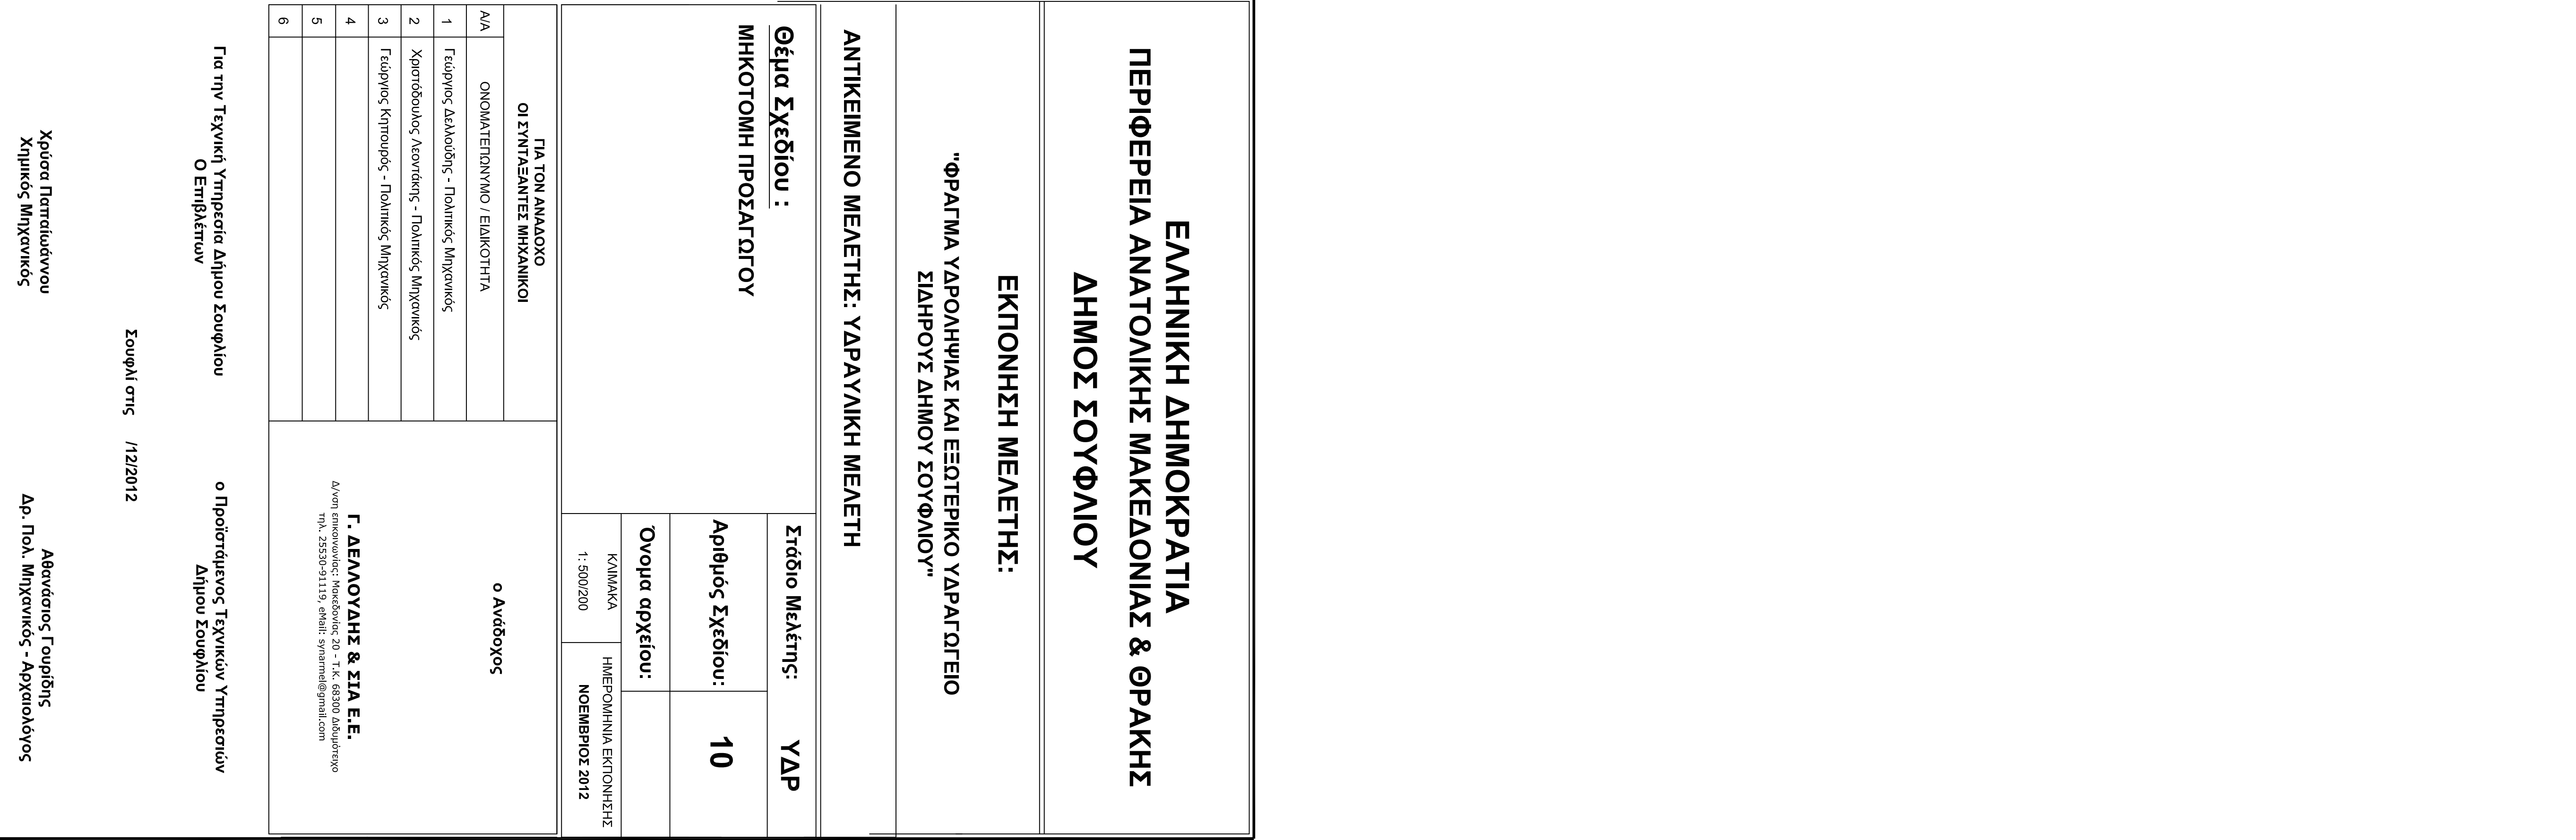 ΕΛΛΗΝΙΚΗ ΔΗΜΟΚΡΑΤΙΑ
ΠΕΡΙΦΕΡΕΙΑ ΑΝΑΤΟΛΙΚΗΣ ΜΑΚΕΔΟΝΙΑΣ & ΘΡΑΚΗΣ
ΔΗΜΟΣ ΣΟΥΦΛΙΟΥ
ΕΚΠΟΝΗΣΗ ΜΕΛΕΤΗΣ:
"ΦΡΑΓΜΑ ΥΔΡΟΛΗΨΙΑΣ ΚΑΙ ΕΞΩΤΕΡΙΚΟ ΥΔΡΑΓΩΓΕΙΟ
ΣΙΔΗΡΟΥΣ ΔΗΜΟΥ ΣΟΥΦΛΙΟΥ"
ΑΝΤΙΚΕΙΜΕΝΟ ΜΕΛΕΤΗΣ: ΥΔΡΑΥΛΙΚΗ ΜΕΛΕΤΗ
Θέμα Σχεδίου :
ΜΗΚΟΤΟΜΗ ΠΡΟΣΑΓΩΓΟΥ
Στάδιο Μελέτης: ΥΔΡ
Αριθμός Σχεδίου: 10
Όνομα αρχείου:
ΚΛΙΜΑΚΑ
1: 500/200
ΗΜΕΡΟΜΗΝΙΑ ΕΚΠΟΝΗΣΗΣ
ΝΟΕΜΒΡΙΟΣ 2012
ΓΙΑ ΤΟΝ ΑΝΑΔΟΧΟ
ΟΙ ΣΥΝΤΑΞΑΝΤΕΣ ΜΗΧΑΝΙΚΟΙ
Α/Α ΟΝΟΜΑΤΕΠΩΝΥΜΟ / ΕΙΔΙΚΟΤΗΤΑ
1 Γεώργιος Δελλούδης - Πολιτικός Μηχανικός
2 Χριστόδουλος Λεοντάκης - Πολιτικός Μηχανικός
3 Γεώργιος Κηπουρός - Πολιτικός Μηχανικός
4
5
6
ο Ανάδοχος
Γ. ΔΕΛΛΟΥΔΗΣ & ΣΙΑ Ε.Ε.
Δ/νση επικοινωνίας: Μακεδονίας 20 - Τ.Κ. 68300 Διδυμότειχο
τηλ. 25530-91119, eMail: synarmel@gmail.com
Για την Τεχνική Υπηρεσία Δήμου Σουφλίου
Ο Επιβλέπων
ο Προϊστάμενος Τεχνικών Υπηρεσιών
Δήμου Σουφλίου
Σουφλί στις /12/2012
Χρύσα Παπαϊωάννου
Χημικός Μηχανικός
Αθανάσιος Γουρίδης
Δρ. Πολ. Μηχανικός - Αρχαιολόγος